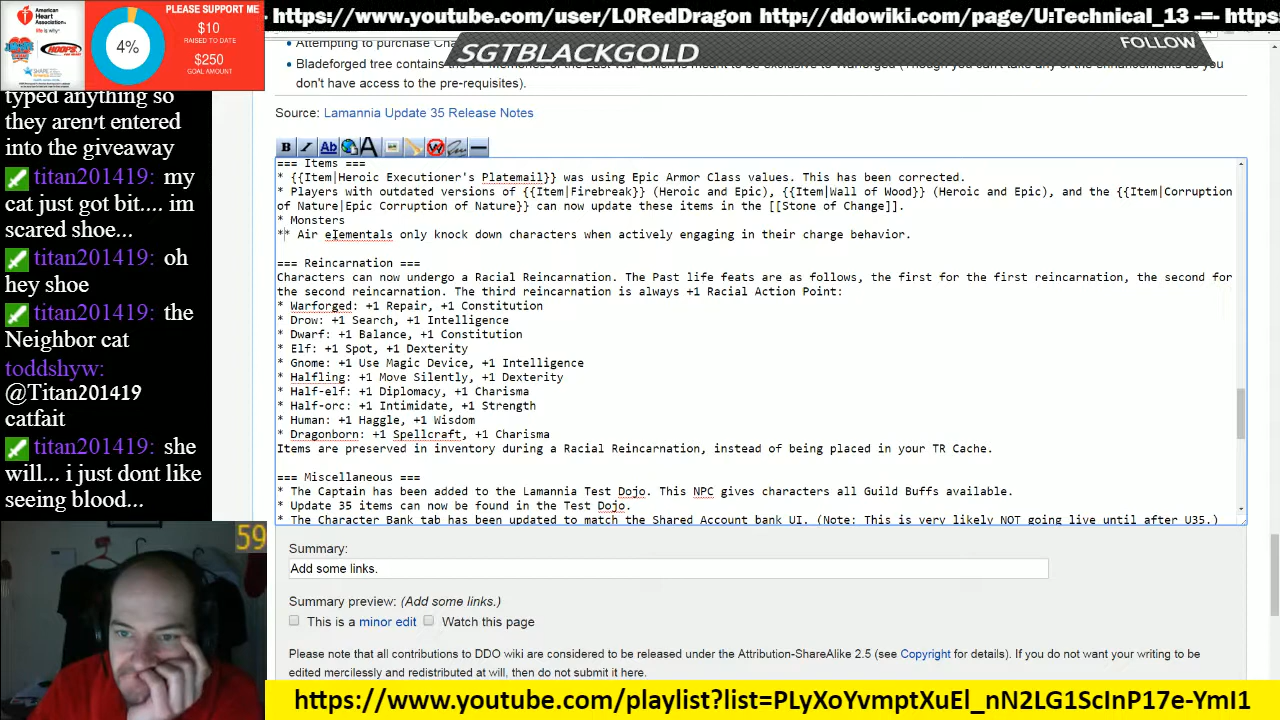 American
Heart
Association
life is why
HOOPS
SHARE
4%
PLEASE SUPPORT ME
$10
RAISED TO DATE
$250
GOAL AMOUNT
https://www.youtube.com/user/L0RedDragon http://ddowiki.com/page/U:Technical_13 -=- https
SGTBLACKGOLD
FOLLOW
Attempting to purchase Cha
Bladeforged tree contains
don't have access to the pre-requisites).
Source: Lamannia Update 35 Release Notes
typed anything so
they aren't entered
into the giveaway
titan201419: my
cat just got bit.... im
scared shoe...
titan201419: oh
hey shoe
titan201419: the
Neighbor cat
toddshyw:
@Titan201419
catfait
titan201419: she
will... i just dont like
seeing blood...
59
B I Ab A W
=== Items ===
* {{Item|Heroic Executioner's Platemail}} was using Epic Armor Class values. This has been corrected.
* Players with outdated versions of {{Item|Firebreak}} (Heroic and Epic), {{Item|Wall of Wood}} (Heroic and Epic), and the {{Item|Corruption
of Nature|Epic Corruption of Nature}} can now update these items in the [[Stone of Change]].
* Monsters
** Air elementals only knock down characters when actively engaging in their charge behavior.
=== Reincarnation ===
Characters can now undergo a Racial Reincarnation. The Past life feats are as follows, the first for the first reincarnation, the second for
the second reincarnation. The third reincarnation is always +1 Racial Action Point:
* Warforged: +1 Repair, +1 Constitution
* Drow: +1 Search, +1 Intelligence
* Dwarf: +1 Balance, +1 Constitution
* Elf: +1 Spot, +1 Dexterity
* Gnome: +1 Use Magic Device, +1 Intelligence
* Halfling: +1 Move Silently, +1 Dexterity
* Half-elf: +1 Diplomacy, +1 Charisma
* Half-orc: +1 Intimidate, +1 Strength
* Human: +1 Haggle, +1 Wisdom
* Dragonborn: +1 Spellcraft, +1 Charisma
Items are preserved in inventory during a Racial Reincarnation, instead of being placed in your TR Cache.
=== Miscellaneous ===
* The Captain has been added to the Lamannia Test Dojo. This NPC gives characters all Guild Buffs available.
* Update 35 items can now be found in the Test Dojo.
* The Character Bank tab has been updated to match the Shared Account bank UI. (Note: This is very likely NOT going live until after U35.)
Summary:
Add some links.
Summary preview: (Add some links.)
This is a minor edit Watch this page
Please note that all contributions to DDO wiki are considered to be released under the Attribution-ShareAlike 2.5 (see Copyright for details). If you do not want your writing to be
edited mercilessly and redistributed at will, then do not submit it here.
https://www.youtube.com/playlist?list=PLyXoYvmptXuEl_nN2LG1ScInP17e-YmI1